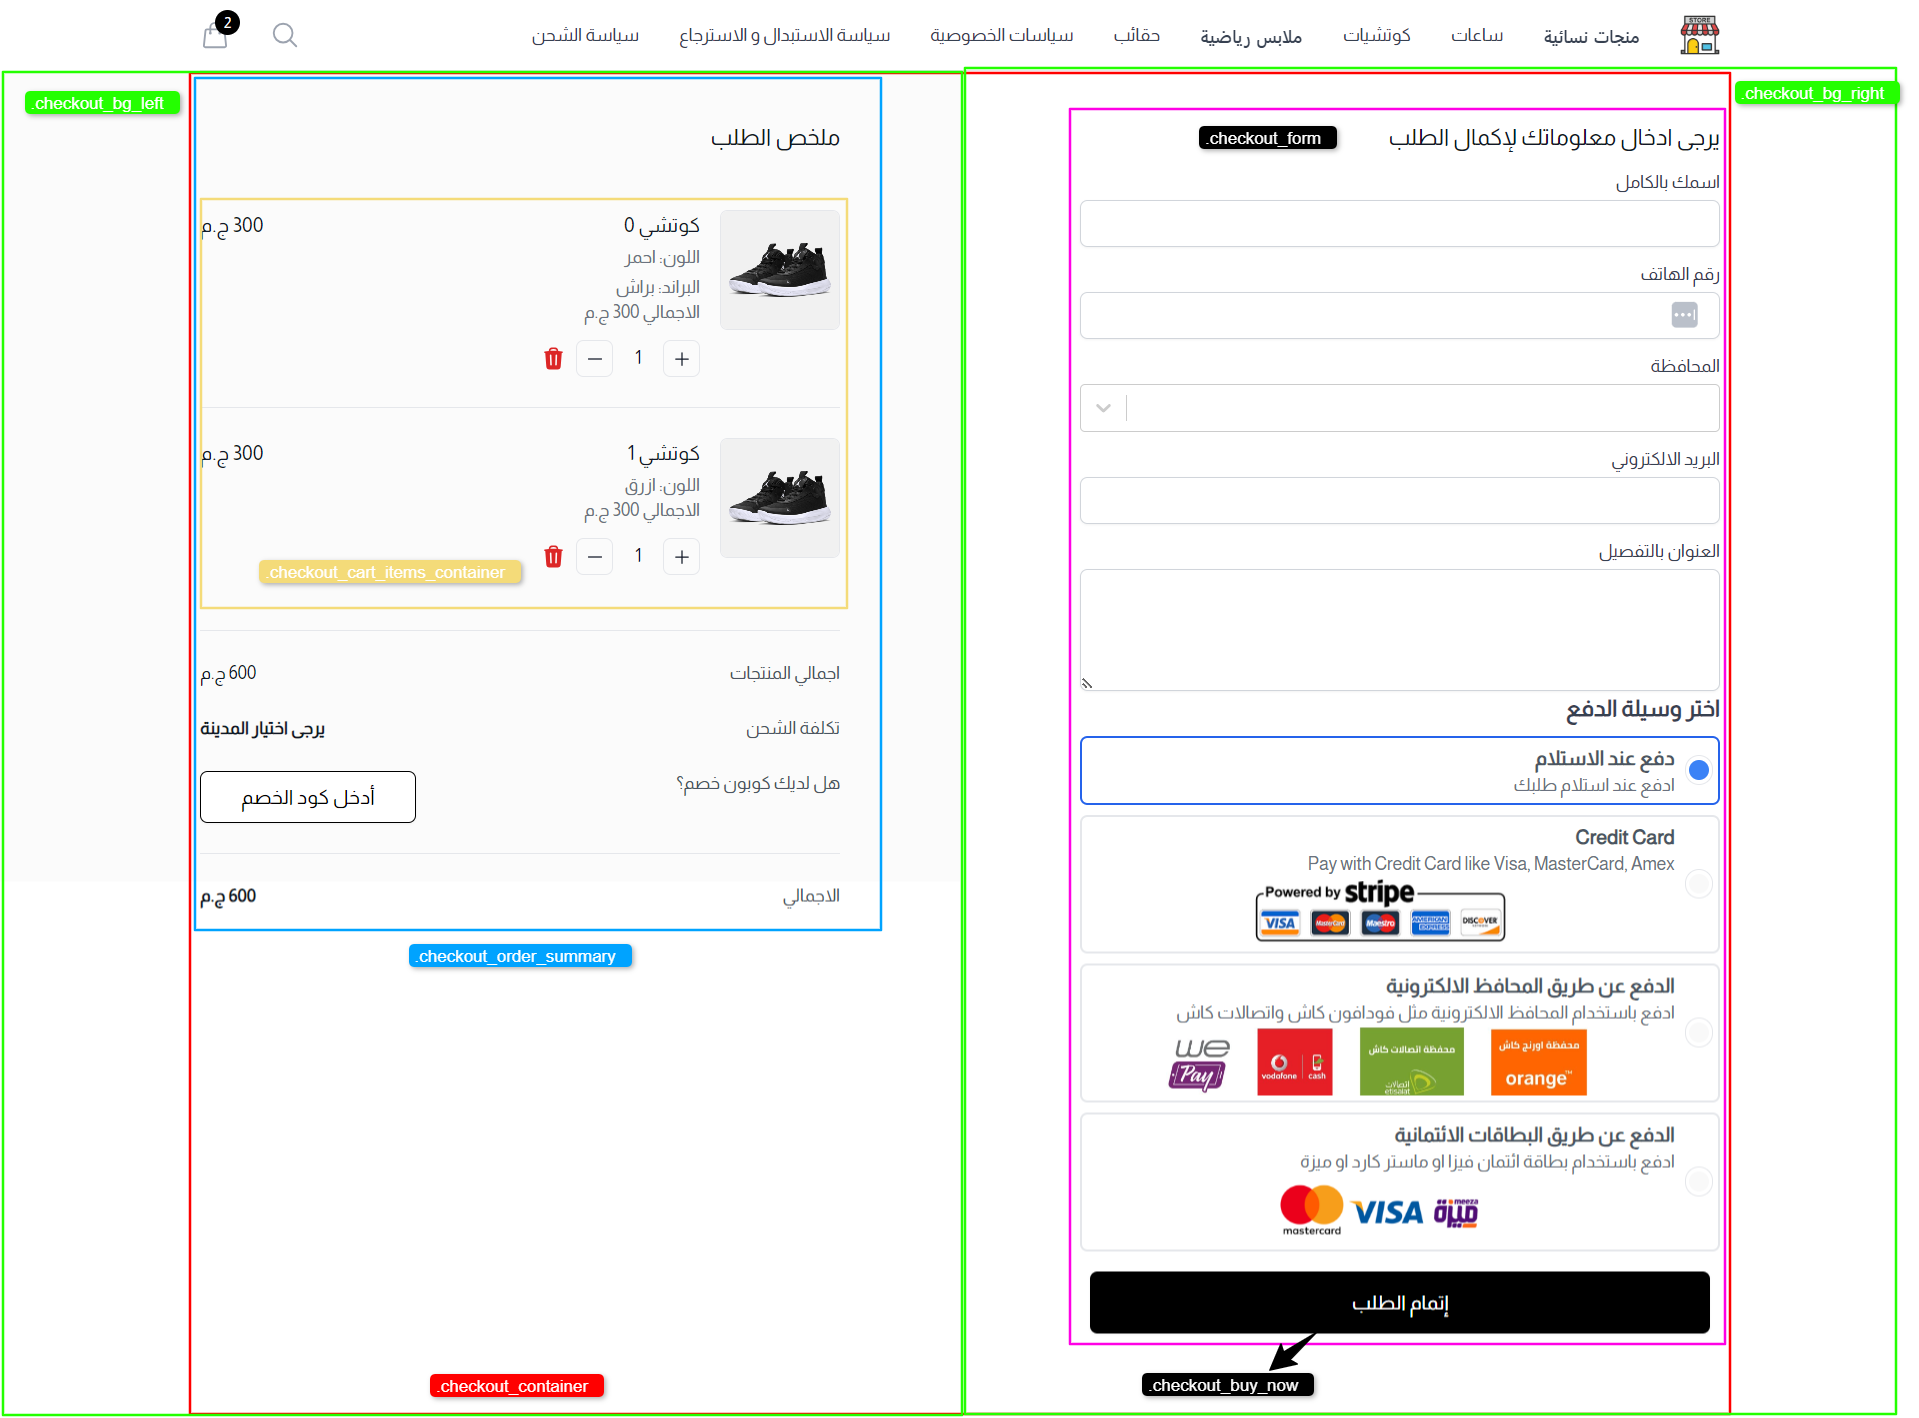 STORE
منجات نسائية
ساعات
كوتشيات
ملابس رياضية
حقائب
سياسات الخصوصية
سياسة الاستبدال و الاسترجاع
سياسة الشحن
2
.checkout_bg_right
.checkout_bg_left
يرجى ادخال معلوماتك لإكمال الطلب
.checkout_form
اسمك بالكامل
رقم الهاتف
المحافظة
البريد الالكتروني
العنوان بالتفصيل
اختر وسيلة الدفع
دفع عند الاستلام
ادفع عند استلام طلبك
Credit Card
Pay with Credit Card like Visa, MasterCard, Amex
Powered by stripe
VISA MasterCard Maestro AMERICAN EXPRESS DISCOVER
الدفع عن طريق المحافظ الالكترونية
ادفع باستخدام المحافظ الالكترونية مثل فودافون كاش واتصالات كاش
محفظة اورنج كاش
orange™
محفظة اتصالات كاش
اتصالات
etisalat
vodafone | cash
we
Pay
الدفع عن طريق البطاقات الائتمانية
ادفع باستخدام بطاقة ائتمان فيزا او ماستر كارد او ميزة
mastercard
VISA
meeza
ميزة
إتمام الطلب
.checkout_buy_now
ملخص الطلب
كوتشي 0
300 ج.م
اللون: احمر
البراند: براش
الاجمالي 300 ج.م
1
كوتشي 1
300 ج.م
اللون: ازرق
الاجمالي 300 ج.م
1
.checkout_cart_items_container
اجمالي المنتجات
600 ج.م
تكلفة الشحن
يرجى اختيار المدينة
هل لديك كوبون خصم؟
أدخل كود الخصم
الاجمالي
600 ج.م
.checkout_order_summary
.checkout_container